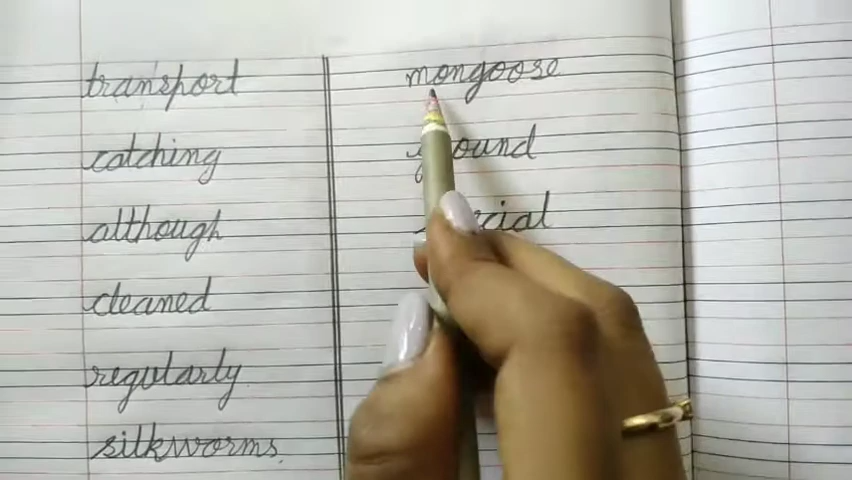 transport
catching
although
cleaned
regularly
silkworms
mongoose